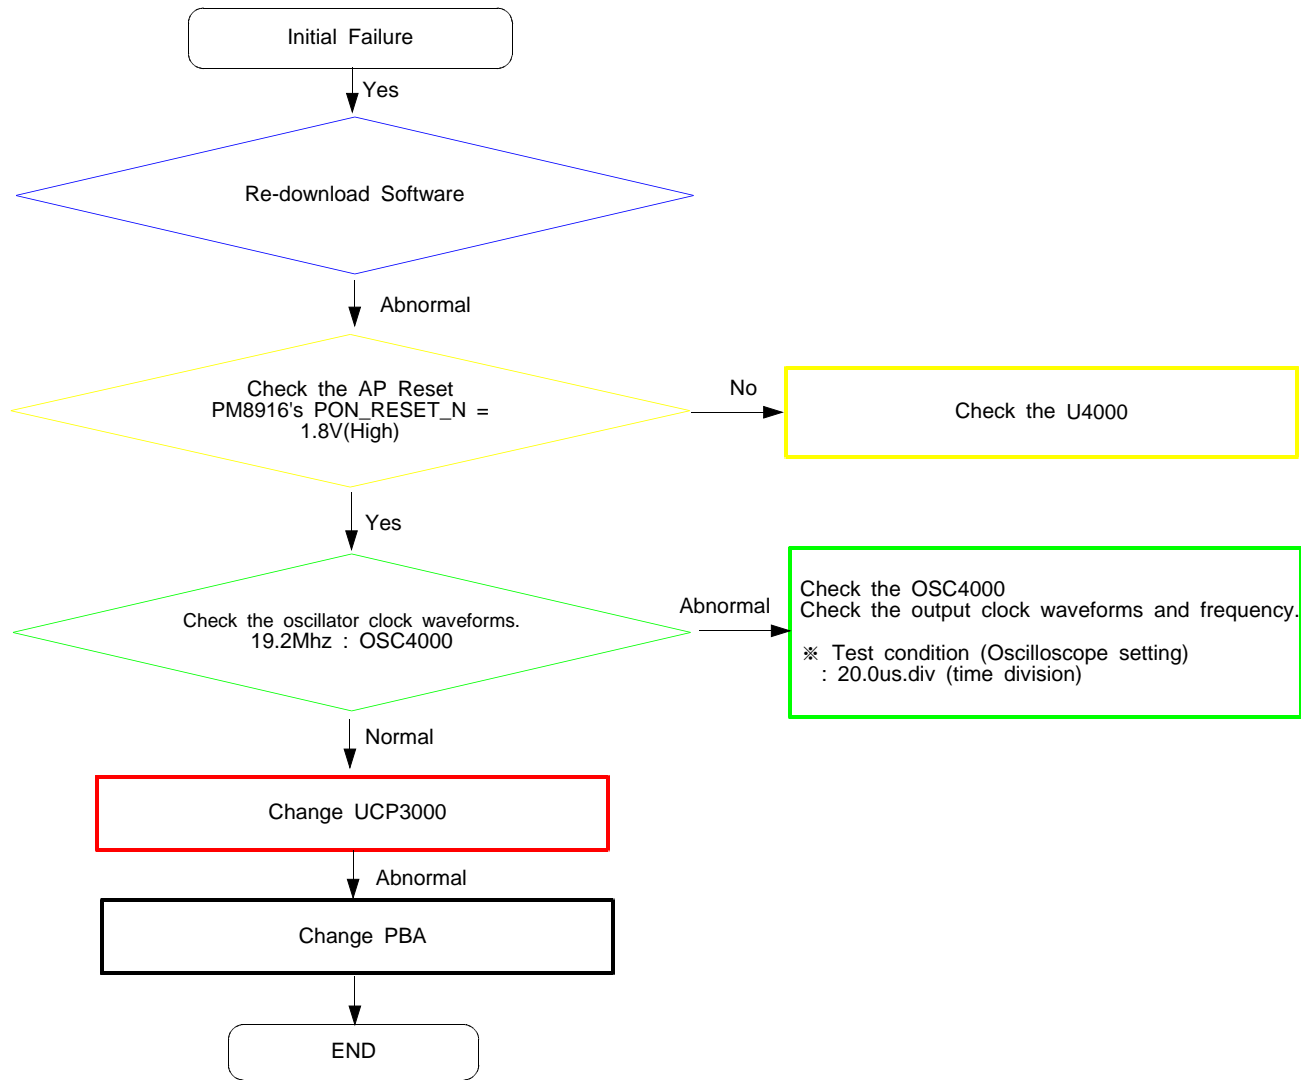 Initial Failure
Yes
Re-download Software
Abnormal
Check the AP Reset
PM8916's PON_RESET_N =
1.8V(High)
No
Check the U4000
Yes
Check the oscillator clock waveforms.
19.2Mhz : OSC4000
Abnormal
Check the OSC4000
Check the output clock waveforms and frequency.
※ Test condition (Oscilloscope setting)
: 20.0us.div (time division)
Normal
Change UCP3000
Abnormal
Change PBA
END